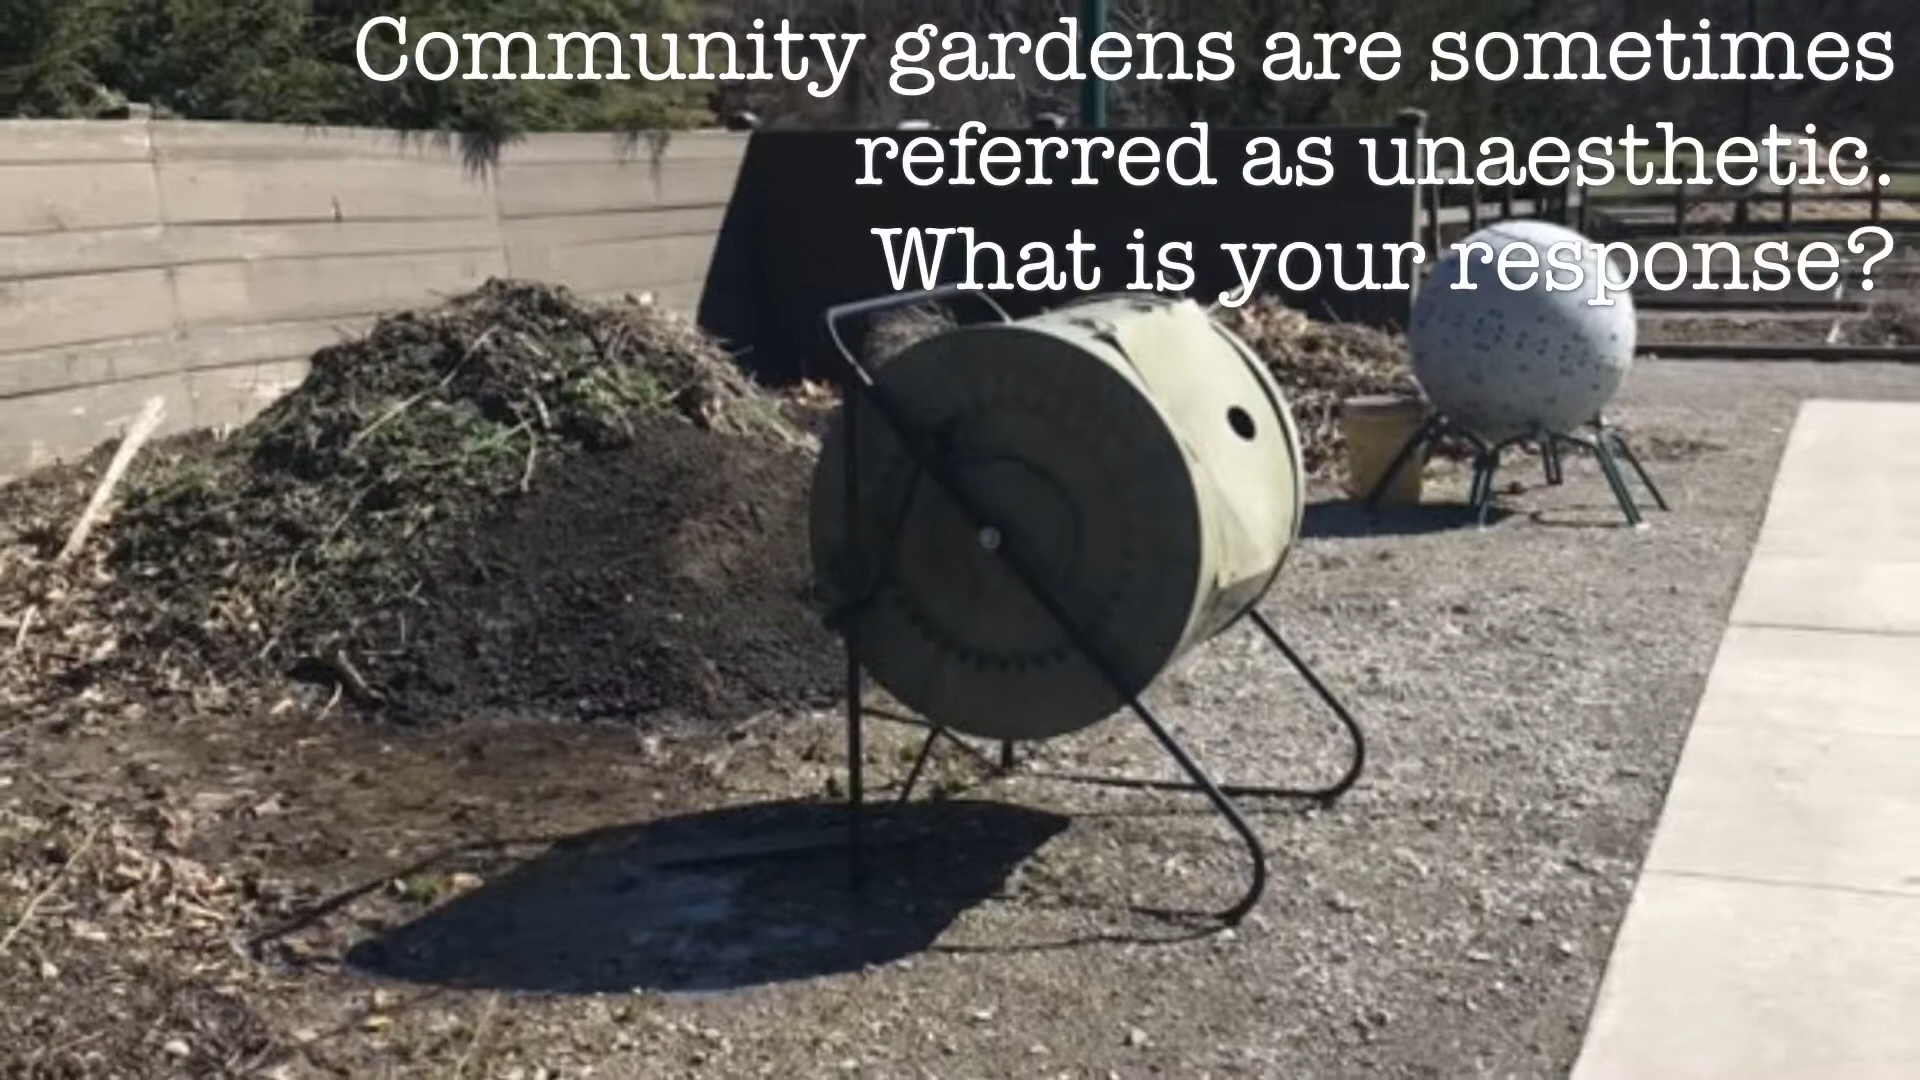 Community gardens are sometimes
referred as unaesthetic.
What is your response?